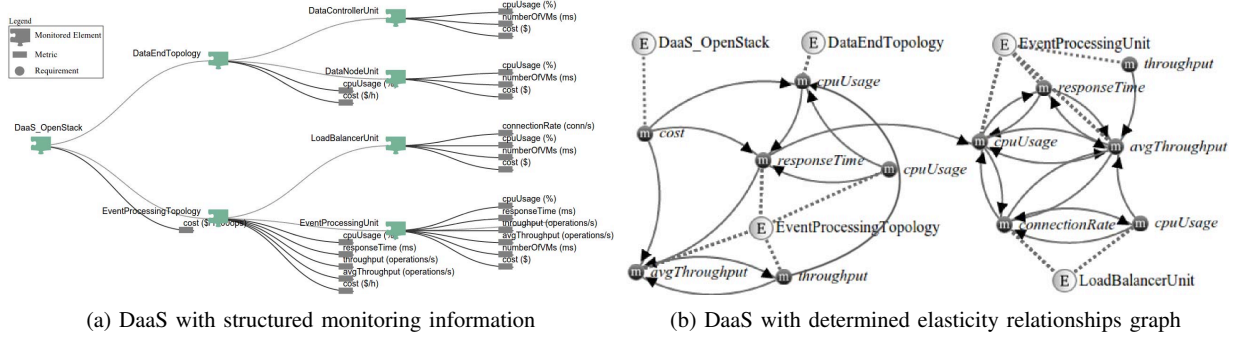 Legend
Monitored Element
Metric
Requirement
DaaS_OpenStack
DataEndTopology
cpuUsage (%)
cost ($/h)
DataControllerUnit
cpuUsage (%)
numberOfVMs (ms)
cost ($)
DataNodeUnit
cpuUsage (%)
numberOfVMs (ms)
cost ($)
LoadBalancerUnit
connectionRate (conn/s)
cpuUsage (%)
numberOfVMs (ms)
cost ($)
EventProcessingTopology
cost ($/
cpuUsage (%)
responseTime (ms)
throughput (operations/s)
avgThroughput (operations/s)
cost ($/h)
EventProcessingUnit
cpuUsage (%)
responseTime (ms)
throughput (operations/s)
avgThroughput (operations/s)
numberOfVMs (ms)
cost ($)
(a) DaaS with structured monitoring information
E DaaS_OpenStack
E DataEndTopology
m cpuUsage
m cost
m responseTime
m cpuUsage
E EventProcessingTopology
m avgThroughput
m throughput
EventProcessingUnit
E
m throughput
m responseTime
m cpuUsage
m avgThroughput
m connectionRate
m cpuUsage
E
LoadBalancerUnit
(b) DaaS with determined elasticity relationships graph